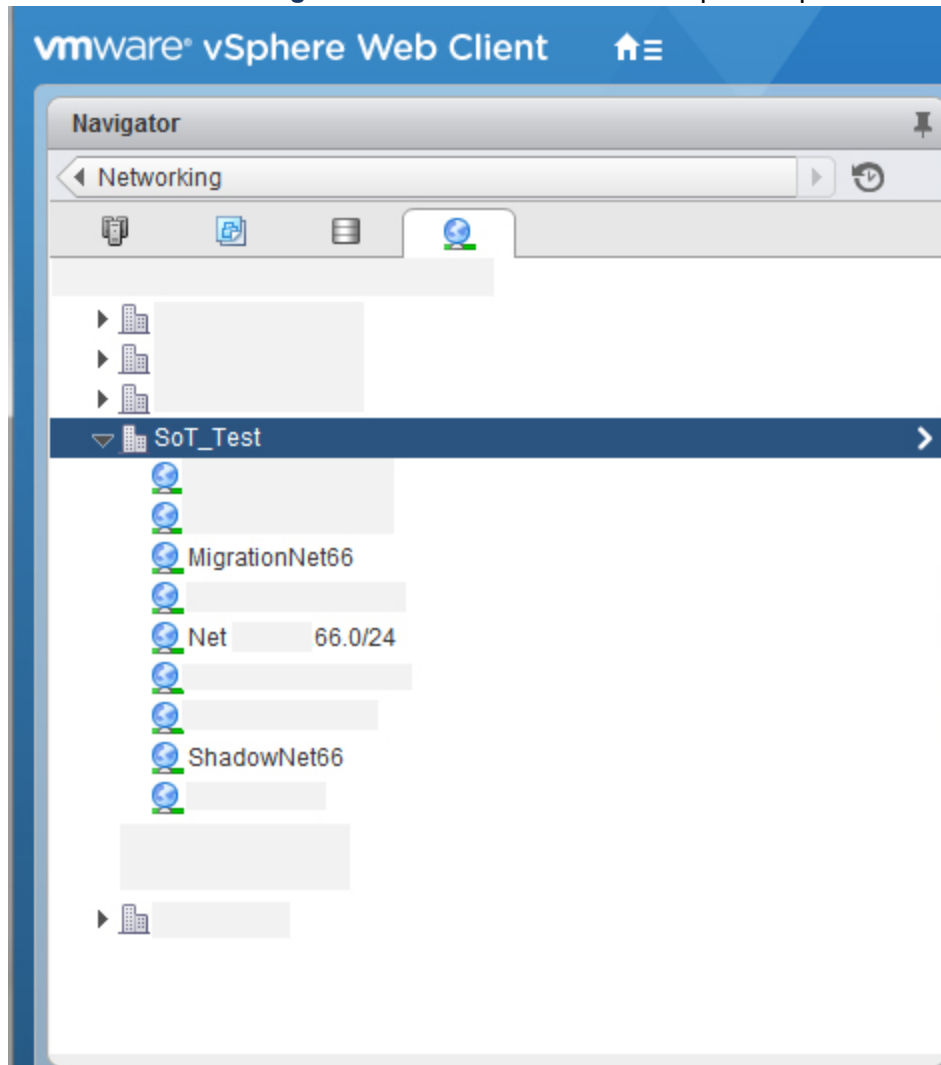 vmware® vSphere Web Client
Navigator
Networking
SoT_Test
MigrationNet66
Net 66.0/24
ShadowNet66